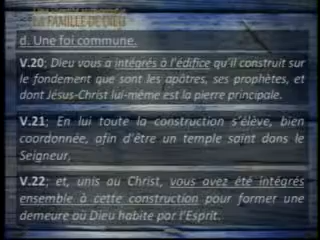 LA FAMILLE DE DIEU
d. Une foi commune.
V.20; Dieu vous a intégrés à l'édifice qu'il construit sur
le fondement que sont les apôtres, ses prophètes, et
dont Jésus-Christ lui-même est la pierre principale.
V.21; En lui toute la construction s'élève, bien
coordonnée, afin d'être un temple saint dans le
Seigneur,
V.22; et, unis au Christ, vous avez été intégrés
ensemble à cette construction pour former une
demeure où Dieu habite par l'Esprit.